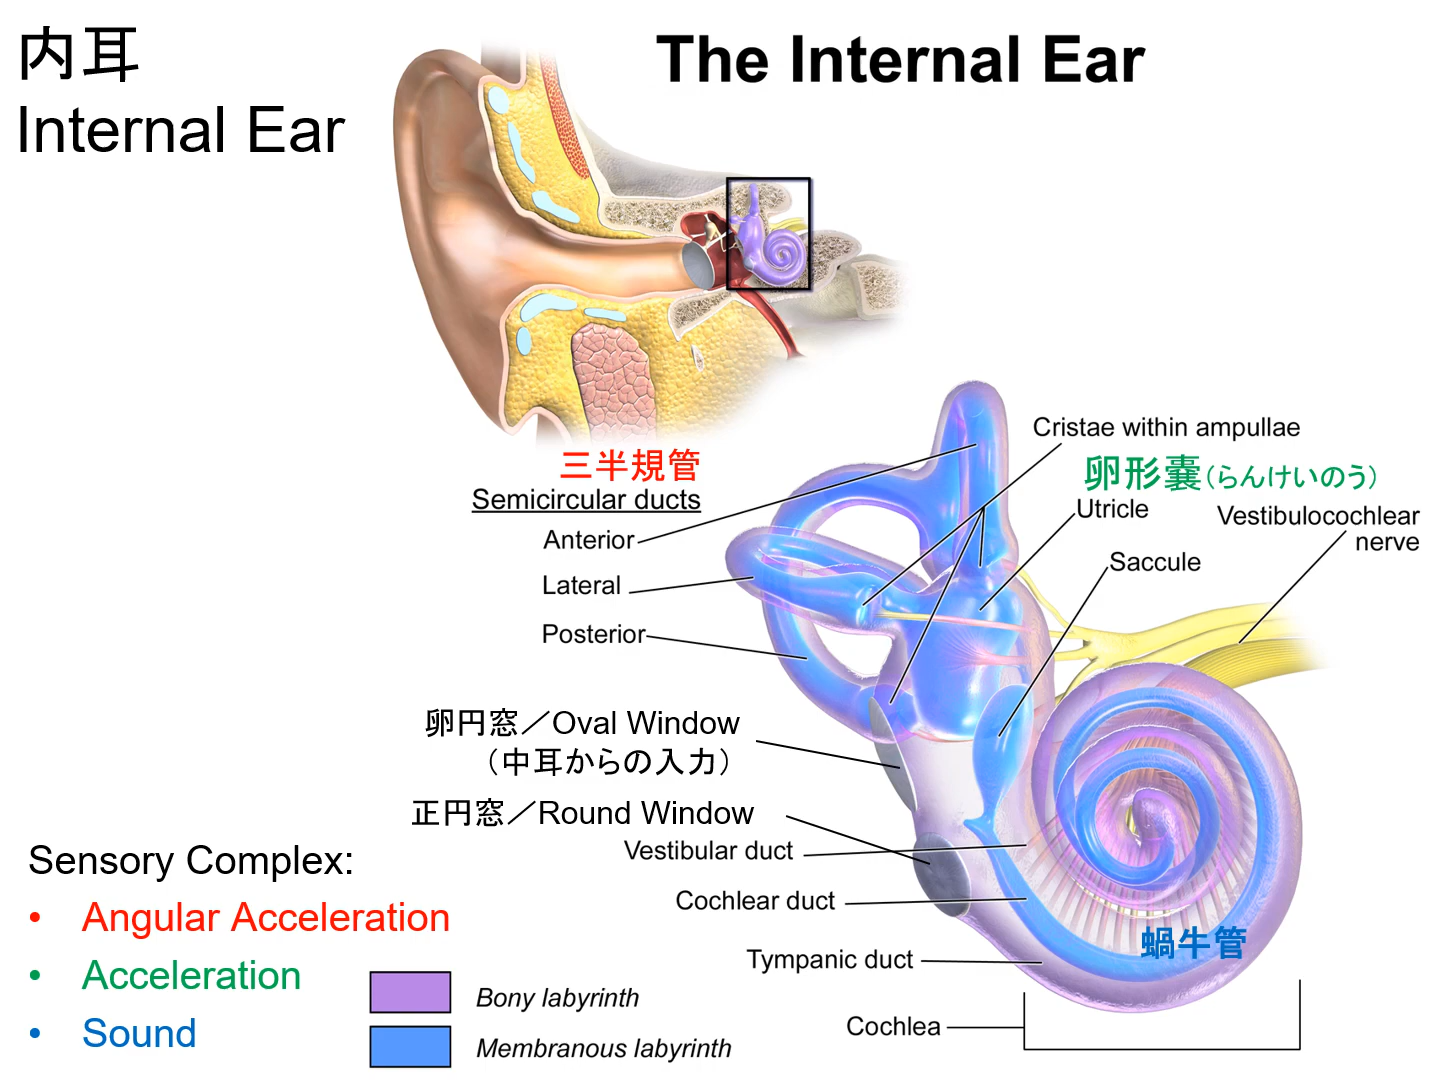 内耳
Internal Ear
The Internal Ear
三半規管
Semicircular ducts
Anterior
Lateral
Posterior
Cristae within ampullae
卵形嚢(らんけいのう)
Utricle
Vestibulocochlear
nerve
Saccule
卵円窓／Oval Window
(中耳からの入力)
正円窓／Round Window
Vestibular duct
Cochlear duct
蝸牛管
Tympanic duct
Cochlea
Sensory Complex:
• Angular Acceleration
• Acceleration
• Sound
Bony labyrinth
Membranous labyrinth